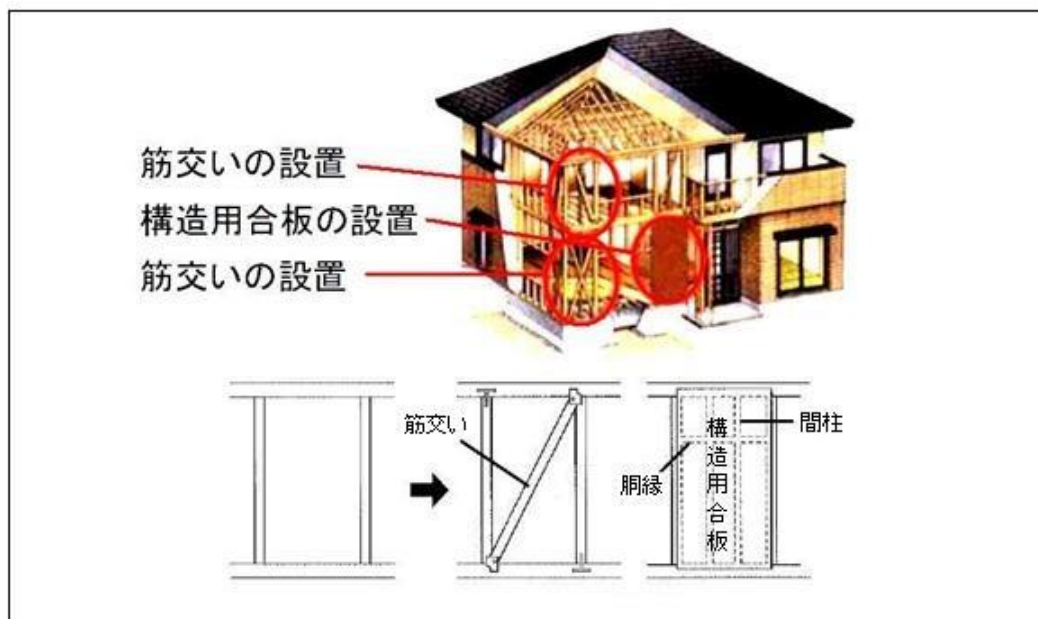 筋交いの設置
構造用合板の設置
筋交いの設置
筋交い
間柱
胴縁
構造用合板